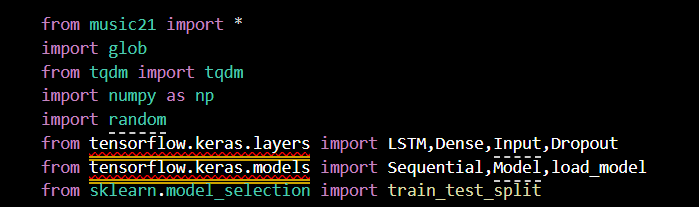 from music21 import *
import glob
from tqdm import tqdm
import numpy as np
import random
from tensorflow.keras.layers import LSTM,Dense,Input,Dropout
from tensorflow.keras.models import Sequential,Model,load_model
from sklearn.model_selection import train_test_split